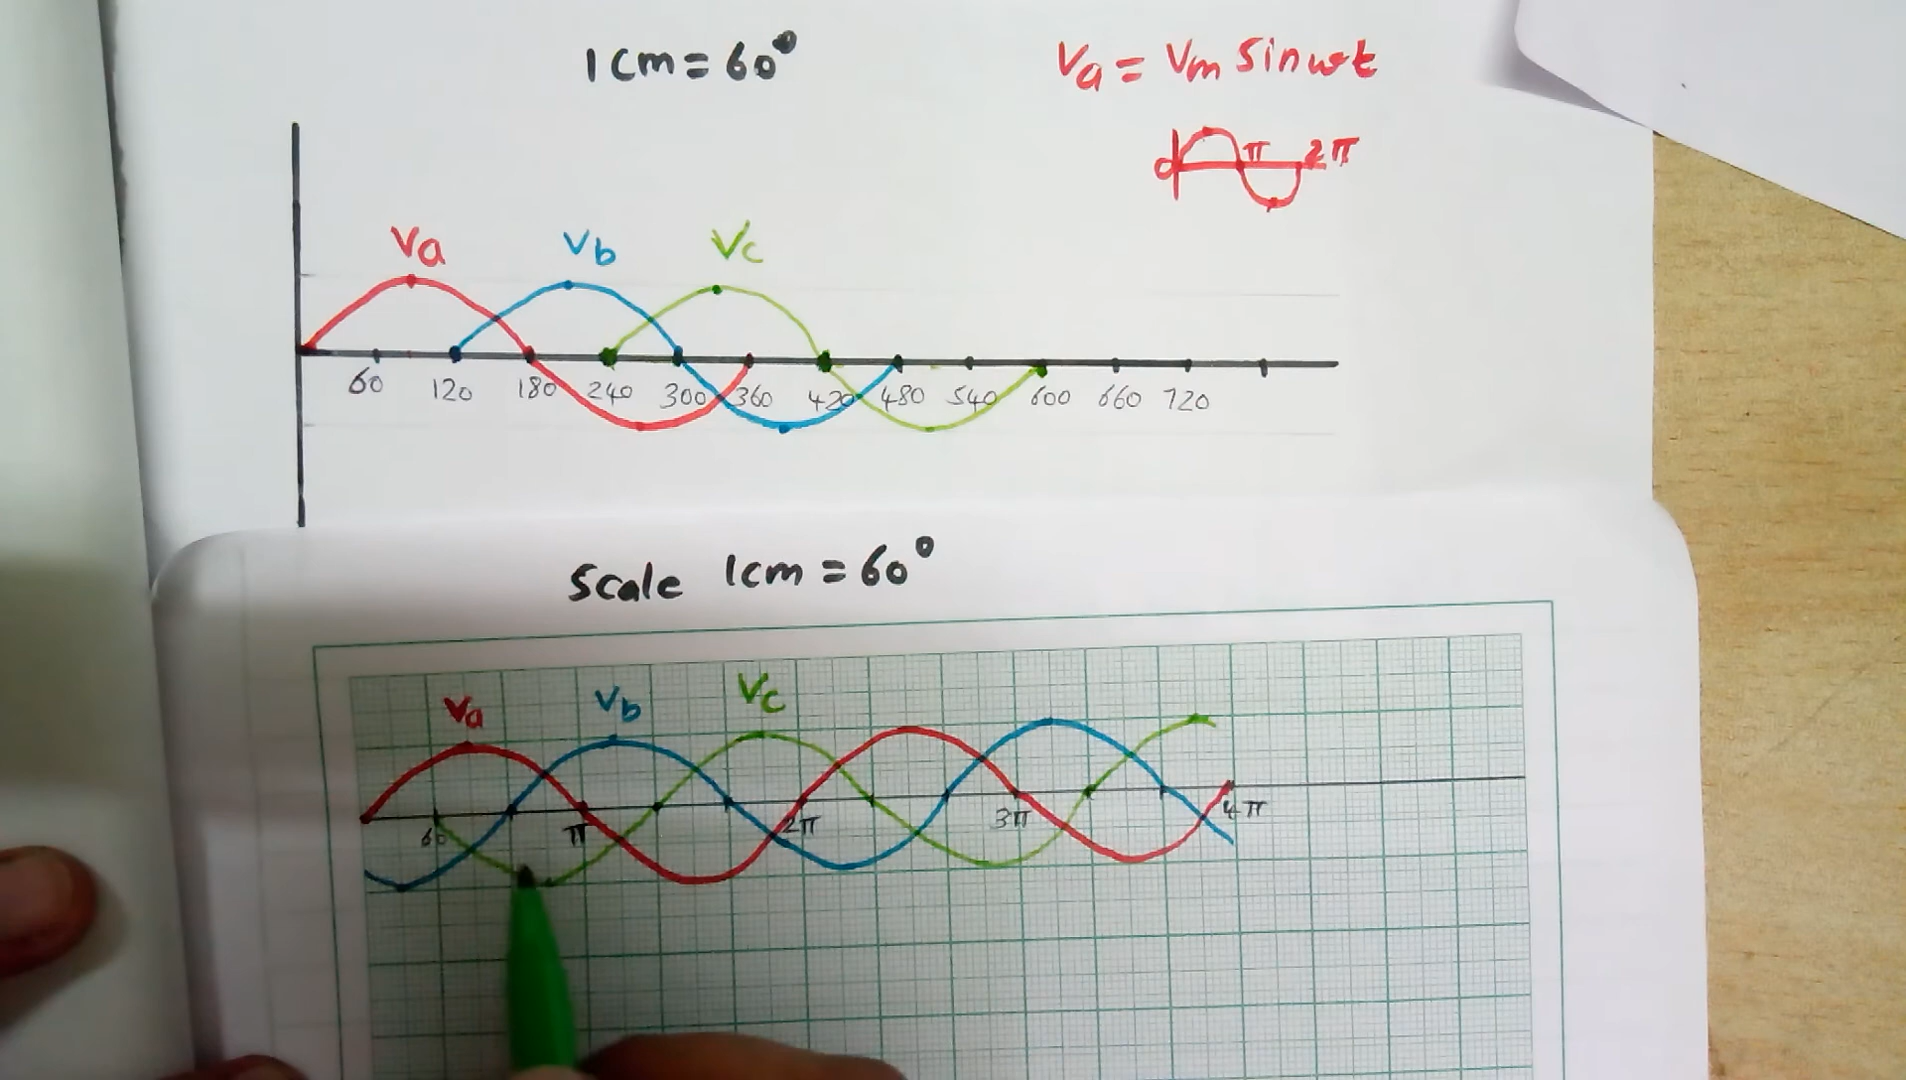 1cm = 60°
Va = Vm sinωt
0 π 2π
Va Vb Vc
60 120 180 240 300 360 420 480 540 600 660 720
Scale 1cm = 60°
Va Vb Vc
60 π 2π 3π 4π